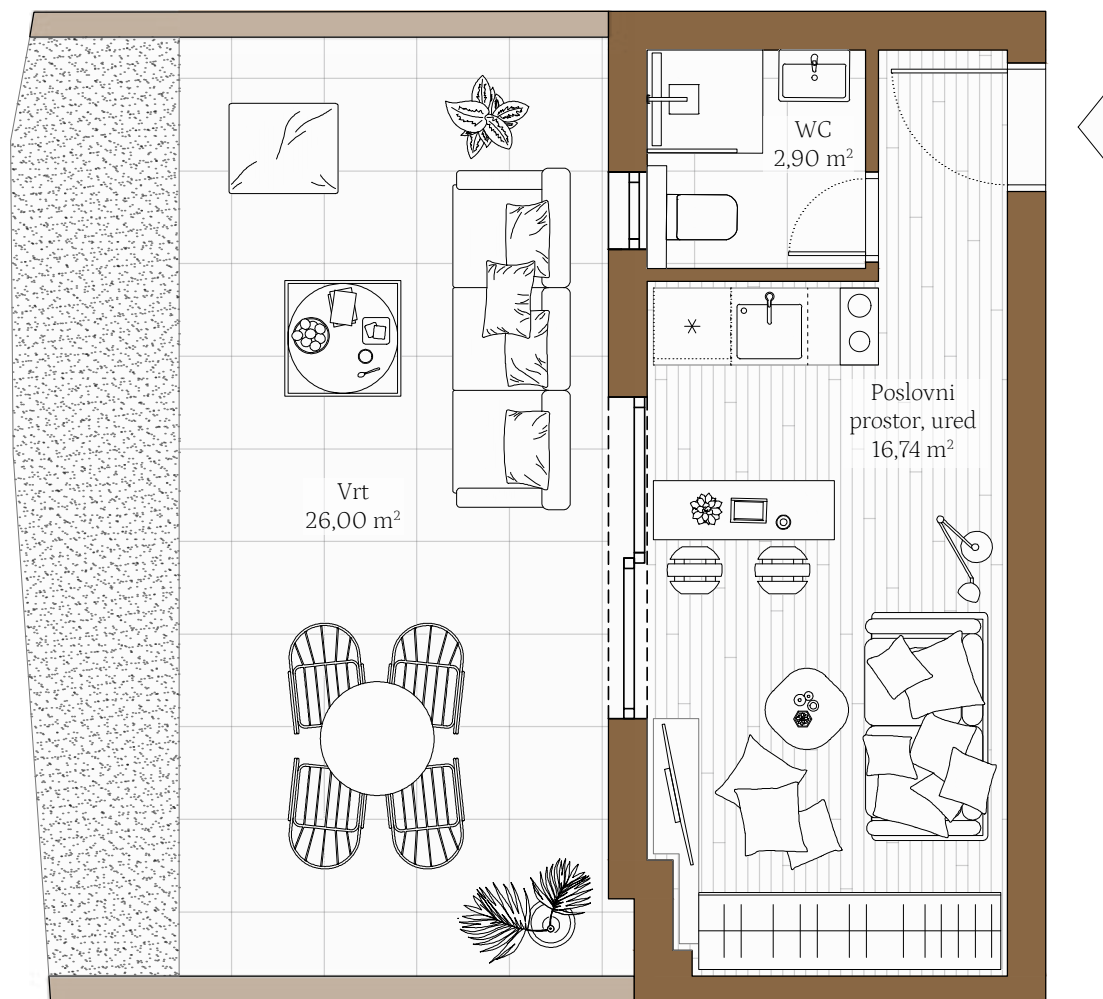 WC
2,90 m²
Poslovni
prostor, ured
16,74 m²
Vrt
26,00 m²